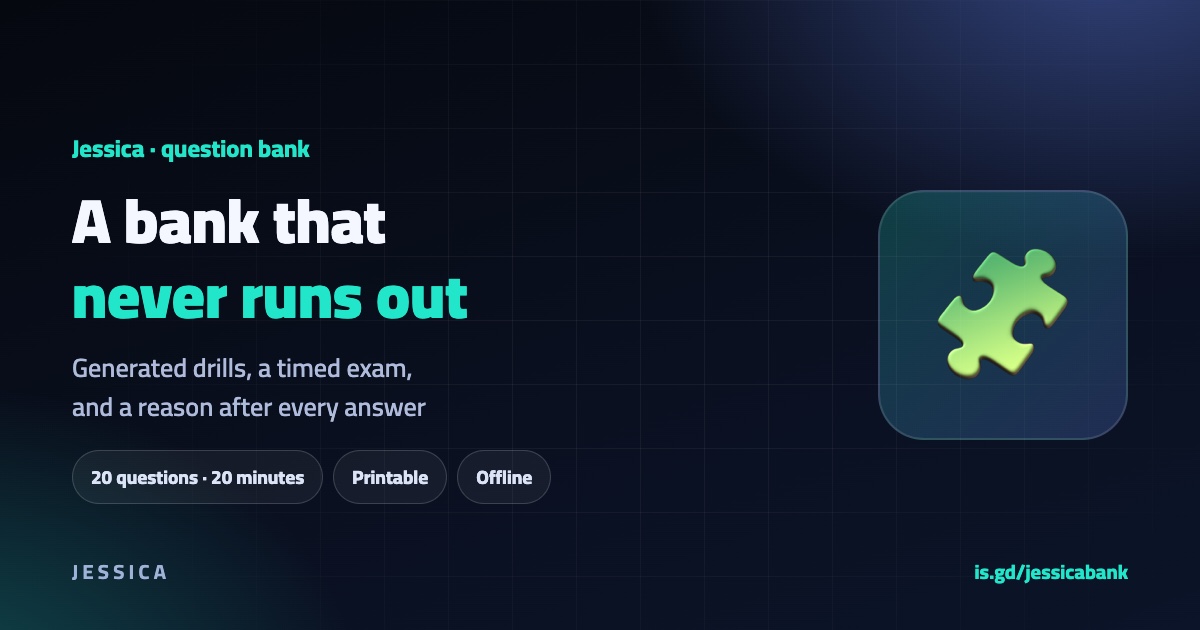 Jessica · question bank
A bank that
never runs out
Generated drills, a timed exam,
and a reason after every answer
20 questions · 20 minutes
Printable
Offline
JESSICA
is.gd/jessicabank